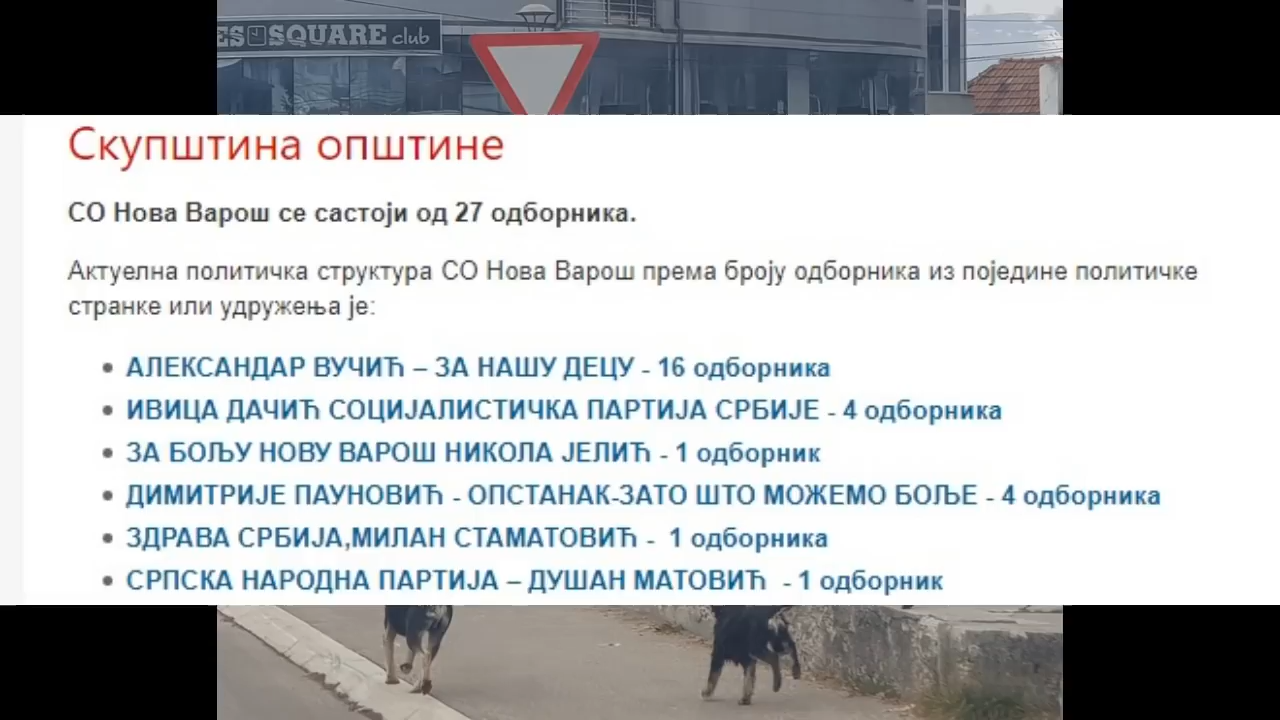 ES SQUARE club
Скупштина општине
СО Нова Варош се састоји од 27 одборника.
Актуелна политичка структура СО Нова Варош према броју одборника из поједине политичке
странке или удружења је:
• АЛЕКСАНДАР ВУЧИЋ – ЗА НАШУ ДЕЦУ - 16 одборника
• ИВИЦА ДАЧИЋ СОЦИЈАЛИСТИЧКА ПАРТИЈА СРБИЈЕ - 4 одборника
• ЗА БОЉУ НОВУ ВАРОШ НИКОЛА ЈЕЛИЋ - 1 одборник
• ДИМИТРИЈЕ ПАУНОВИЋ - ОПСТАНАК-ЗАТО ШТО МОЖЕМО БОЉЕ - 4 одборника
• ЗДРАВА СРБИЈА,МИЛАН СТАМАТОВИЋ - 1 одборника
• СРПСКА НАРОДНА ПАРТИЈА – ДУШАН МАТОВИЋ - 1 одборник